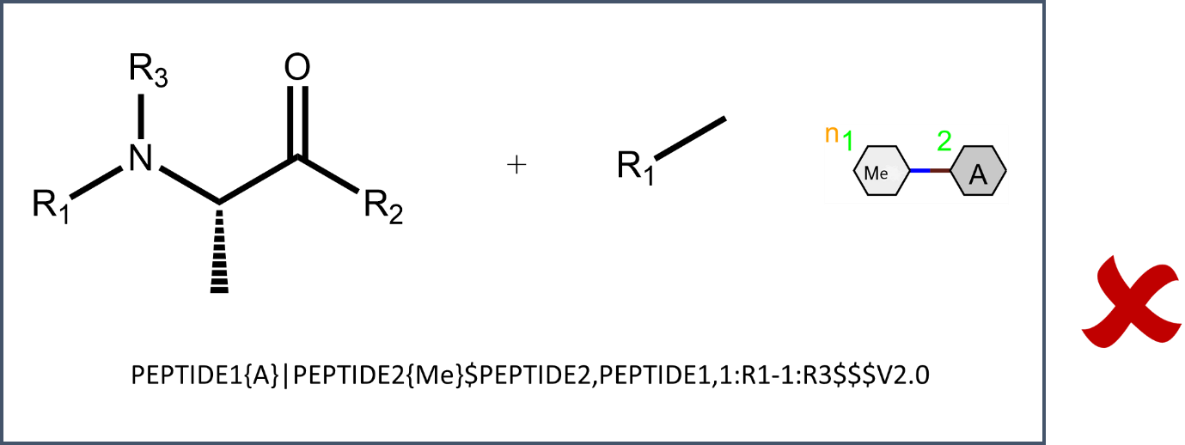 R3
O
N
R1
R2
+
R1
n1
2
Me
A
PEPTIDE1{A}|PEPTIDE2{Me}$PEPTIDE2,PEPTIDE1,1:R1-1:R3$$$V2.0